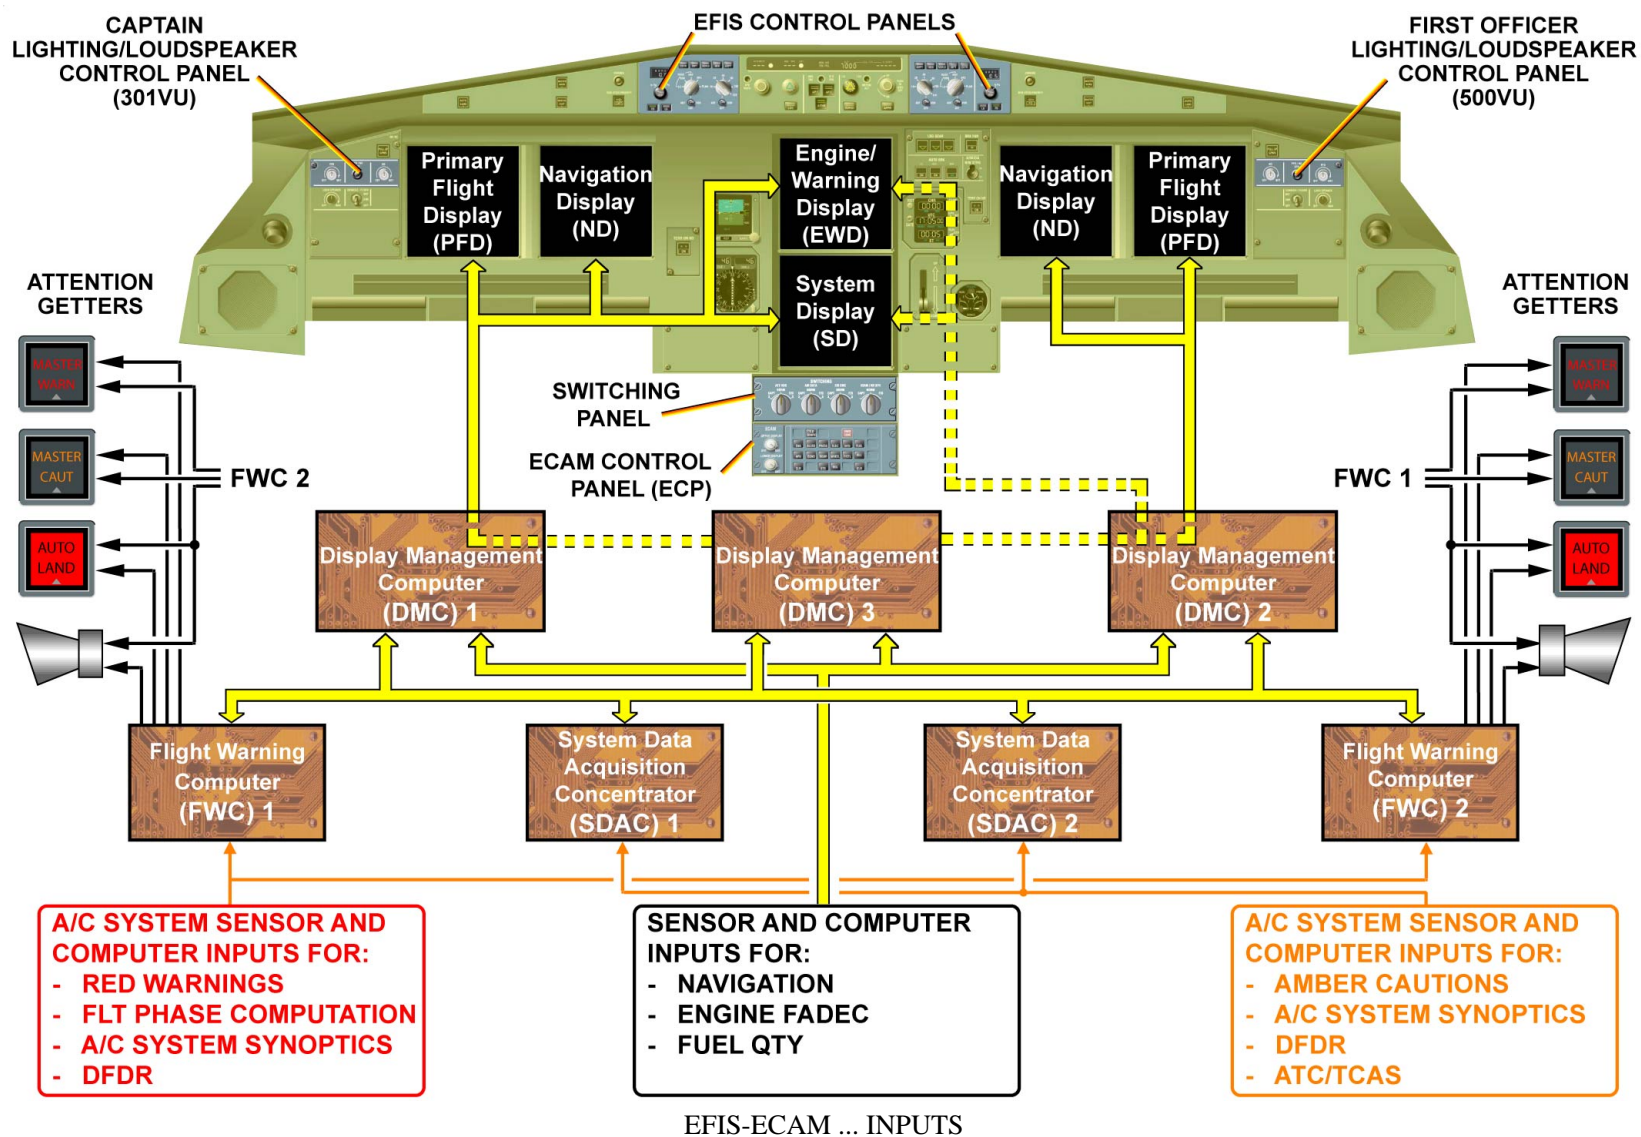 CAPTAIN
LIGHTING/LOUDSPEAKER
CONTROL PANEL
(301VU)
EFIS CONTROL PANELS
FIRST OFFICER
LIGHTING/LOUDSPEAKER
CONTROL PANEL
(500VU)
Primary
Flight
Display
(PFD)
Navigation
Display
(ND)
Engine/
Warning
Display
(EWD)
Navigation
Display
(ND)
Primary
Flight
Display
(PFD)
System
Display
(SD)
ATTENTION
GETTERS
ATTENTION
GETTERS
MASTER
WARN
MASTER
CAUT
AUTO
LAND
FWC 2
SWITCHING
PANEL
SWITCHING
ECAM CONTROL
PANEL (ECP)
ECAM
MASTER
WARN
MASTER
CAUT
AUTO
LAND
FWC 1
Display Management
Computer
(DMC) 1
Display Management
Computer
(DMC) 3
Display Management
Computer
(DMC) 2
Flight Warning
Computer
(FWC) 1
System Data
Acquisition
Concentrator
(SDAC) 1
System Data
Acquisition
Concentrator
(SDAC) 2
Flight Warning
Computer
(FWC) 2
A/C SYSTEM SENSOR AND
COMPUTER INPUTS FOR:
- RED WARNINGS
- FLT PHASE COMPUTATION
- A/C SYSTEM SYNOPTICS
- DFDR
SENSOR AND COMPUTER
INPUTS FOR:
- NAVIGATION
- ENGINE FADEC
- FUEL QTY
A/C SYSTEM SENSOR AND
COMPUTER INPUTS FOR:
- AMBER CAUTIONS
- A/C SYSTEM SYNOPTICS
- DFDR
- ATC/TCAS
EFIS-ECAM ... INPUTS